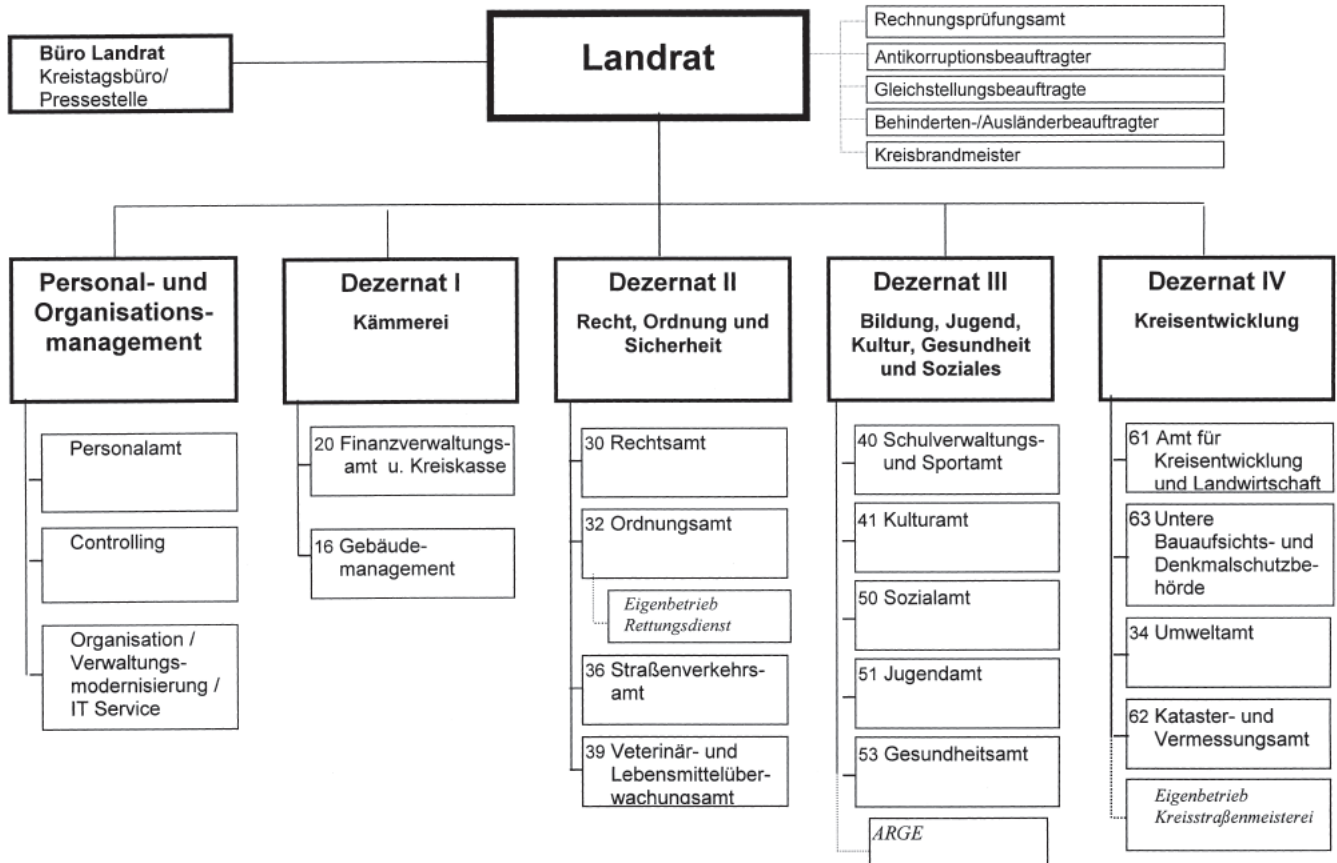 Büro Landrat
Kreistagsbüro/
Pressestelle
Landrat
Rechnungsprüfungsamt
Antikorruptionsbeauftragter
Gleichstellungsbeauftragte
Behinderten-/Ausländerbeauftragter
Kreisbrandmeister
Personal- und
Organisations-
management
Personalamt
Controlling
Organisation /
Verwaltungs-
modernisierung /
IT Service
Dezernat I
Kämmerei
20 Finanzverwaltungs-
amt u. Kreiskasse
16 Gebäude-
management
Dezernat II
Recht, Ordnung und
Sicherheit
30 Rechtsamt
32 Ordnungsamt
Eigenbetrieb
Rettungsdienst
36 Straßenverkehrs-
amt
39 Veterinär- und
Lebensmittelüber-
wachungsamt
Dezernat III
Bildung, Jugend,
Kultur, Gesundheit
und Soziales
40 Schulverwaltungs-
und Sportamt
41 Kulturamt
50 Sozialamt
51 Jugendamt
53 Gesundheitsamt
ARGE
Dezernat IV
Kreisentwicklung
61 Amt für
Kreisentwicklung
und Landwirtschaft
63 Untere
Bauaufsichts- und
Denkmalschutzbe-
hörde
34 Umweltamt
62 Kataster- und
Vermessungsamt
Eigenbetrieb
Kreisstraßenmeisterei